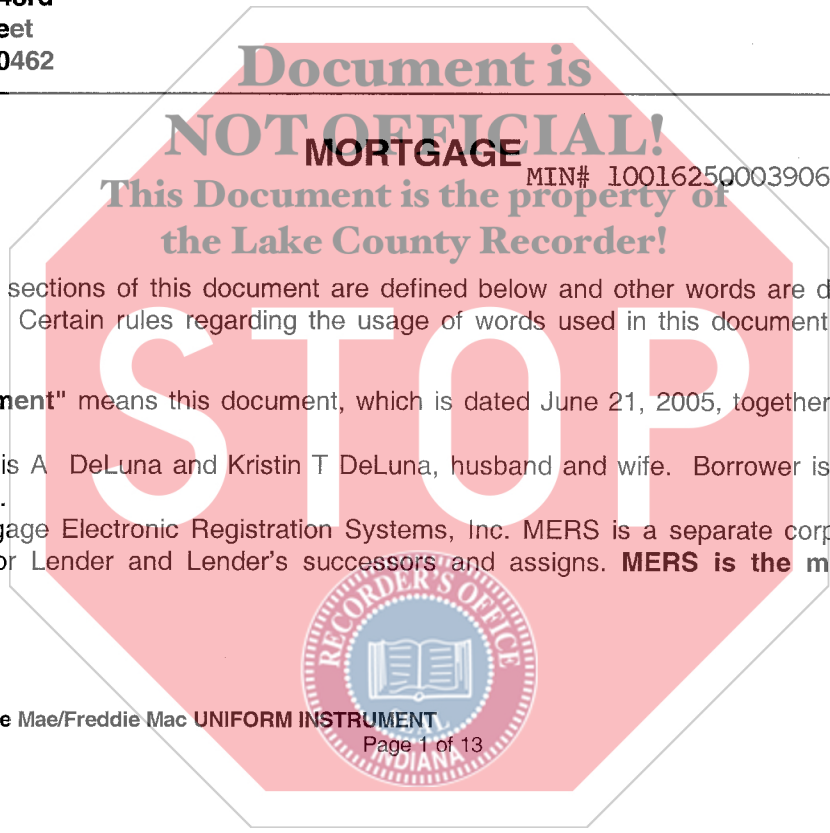 eet
0462
Document is
NOT OFFICIAL!
MORTGAGE
MIN# 10016250003906
This Document is the property of
the Lake County Recorder!
sections of this document are defined below and other words are d
Certain rules regarding the usage of words used in this document
ment" means this document, which is dated June 21, 2005, together
is A DeLuna and Kristin T DeLuna, husband and wife. Borrower is
.
gage Electronic Registration Systems, Inc. MERS is a separate corp
or Lender and Lender's successors and assigns. MERS is the m
STOP
RECORDER'S OFFICE
SEAL
INDIANA
e Mae/Freddie Mac UNIFORM INSTRUMENT
Page 1 of 13